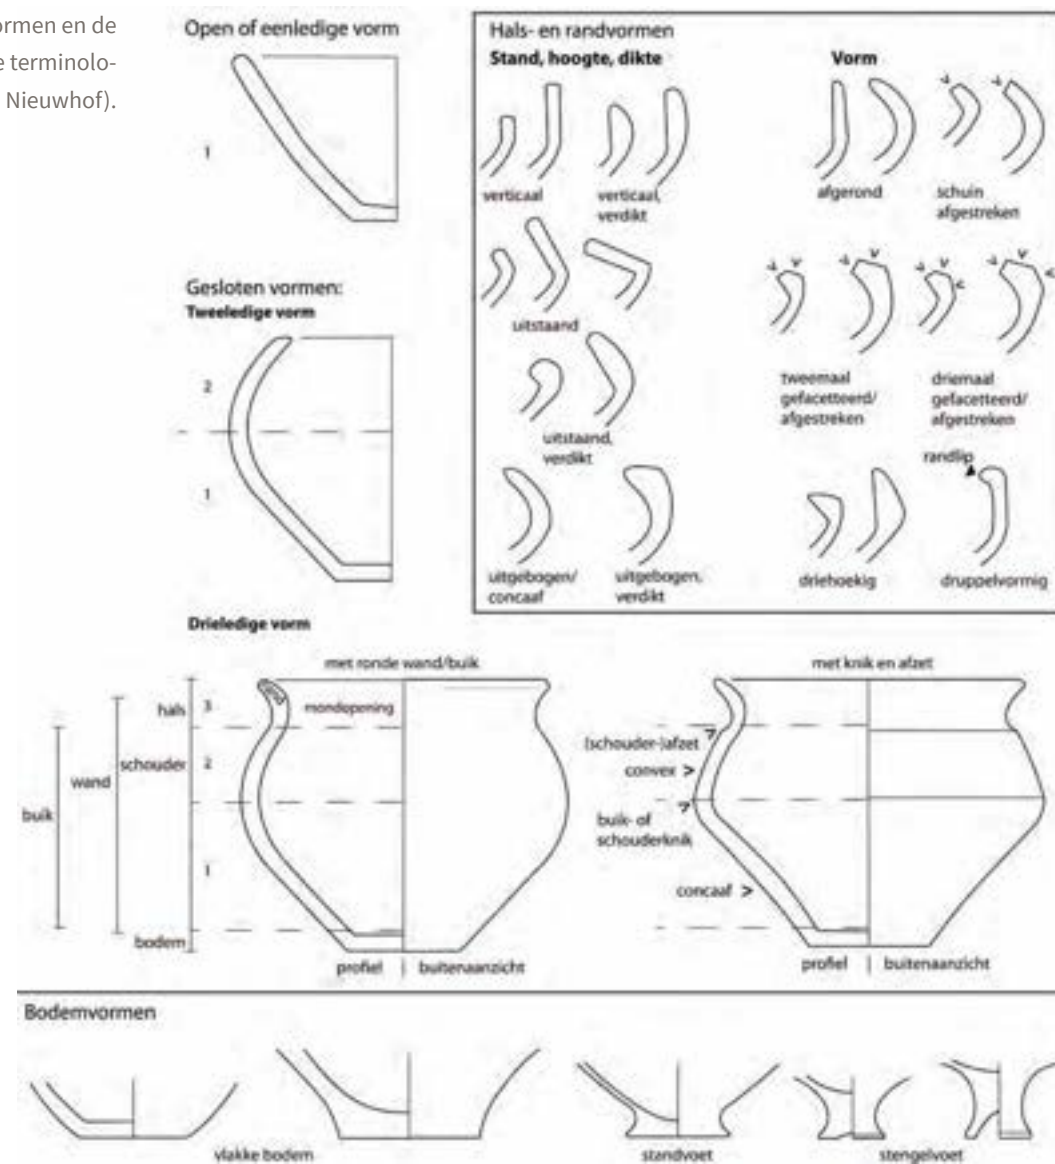 ormen en de
e terminolo-
Nieuwhof).
Open of eenledige vorm
1
Gesloten vormen:
Tweeledige vorm
2
1
Hals- en randvormen
Stand, hoogte, dikte
Vorm
verticaal
verticaal,
verdikt
afgerond
schuin
afgestreken
uitstaand
tweemaal
gefacetteerd/
afgestreken
driemaal
gefacetteerd/
afgestreken
uitstaand,
verdikt
randlip
uitgebogen/
concaaf
uitgebogen,
verdikt
driehoekig
druppelvormig
Drieledige vorm
met ronde wand/buik
hals
3
mondopening
schouder
2
wand
buik
1
bodem
profiel | buitenaanzicht
met knik en afzet
(schouder-)afzet
convex >
buik- of
schouderknik
concaaf >
profiel | buitenaanzicht
Bodemvormen
vlakke bodem
standvoet
stengelvoet